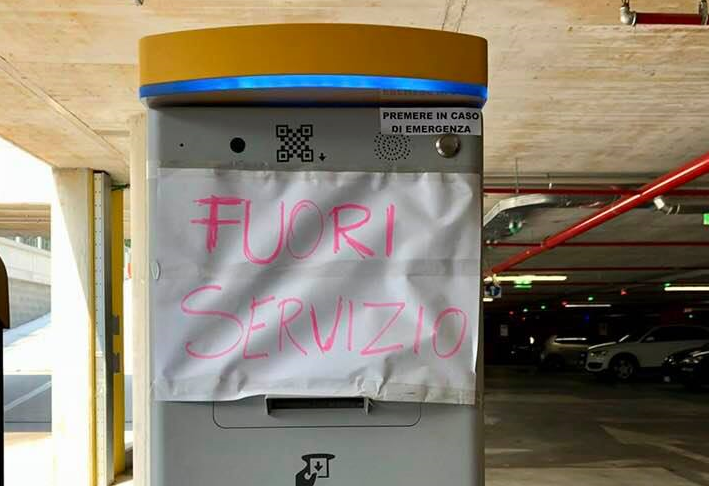 PREMERE IN CASO
DI EMERGENZA
FUORI
SERVIZIO